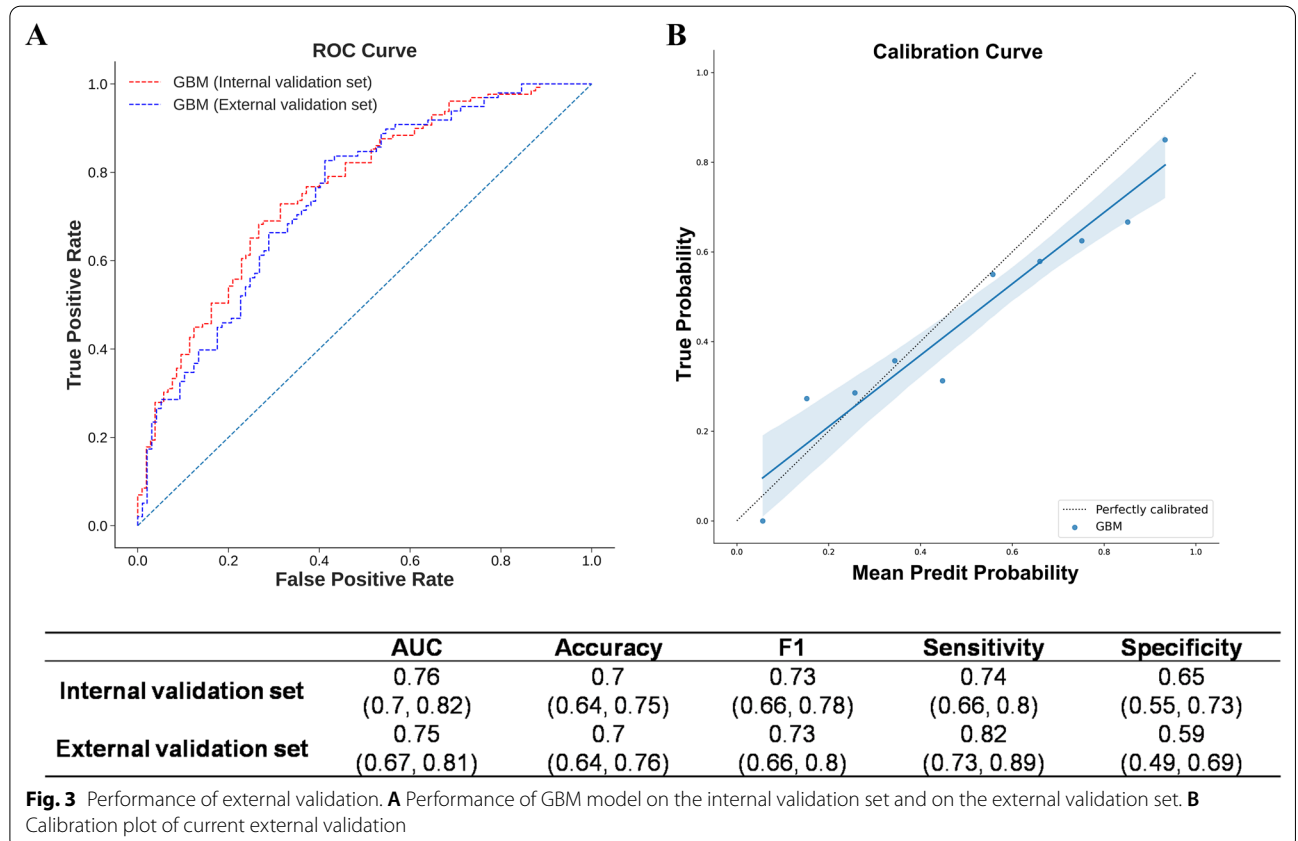 A
ROC Curve
GBM (Internal validation set)
GBM (External validation set)
True Positive Rate
1.0
0.8
0.6
0.4
0.2
0.0
0.0 0.2 0.4 0.6 0.8 1.0
False Positive Rate
B
Calibration Curve
True Probability
1.0
0.8
0.6
0.4
0.2
0.0
Perfectly calibrated
GBM
0.0 0.2 0.4 0.6 0.8 1.0
Mean Predit Probability
AUC Accuracy F1 Sensitivity Specificity
Internal validation set 0.76 0.7 0.73 0.74 0.65
(0.7, 0.82) (0.64, 0.75) (0.66, 0.78) (0.66, 0.8) (0.55, 0.73)
External validation set 0.75 0.7 0.73 0.82 0.59
(0.67, 0.81) (0.64, 0.76) (0.66, 0.8) (0.73, 0.89) (0.49, 0.69)
Fig. 3 Performance of external validation. A Performance of GBM model on the internal validation set and on the external validation set. B
Calibration plot of current external validation